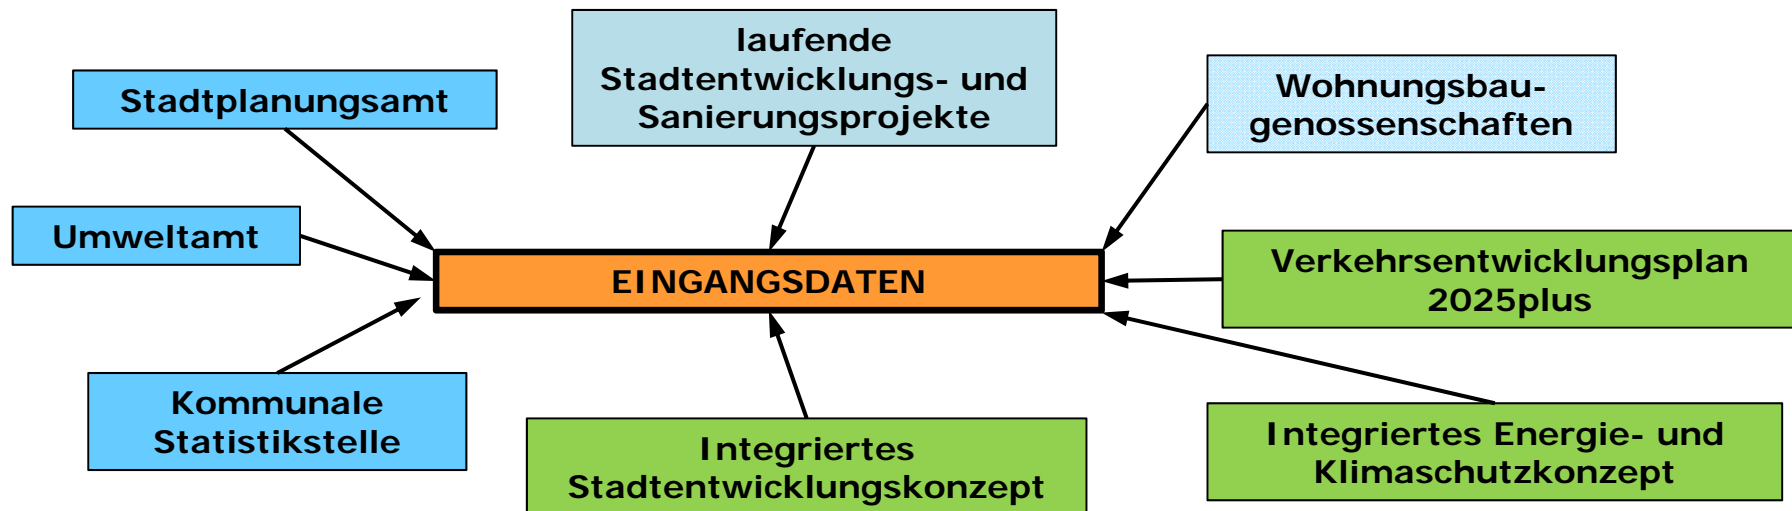 laufende
Stadtentwicklungs- und
Sanierungsprojekte
Stadtplanungsamt
Wohnungsbau-
genossenschaften
Umweltamt
EINGANGSDATEN
Verkehrsentwicklungsplan
2025plus
Kommunale
Statistikstelle
Integriertes
Stadtentwicklungskonzept
Integriertes Energie- und
Klimaschutzkonzept